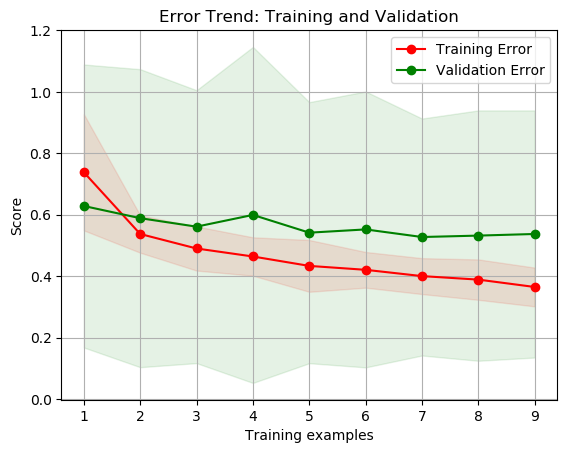 Error Trend: Training and Validation
Training Error
Validation Error
Score
1.2
1.0
0.8
0.6
0.4
0.2
0.0
1 2 3 4 5 6 7 8 9
Training examples